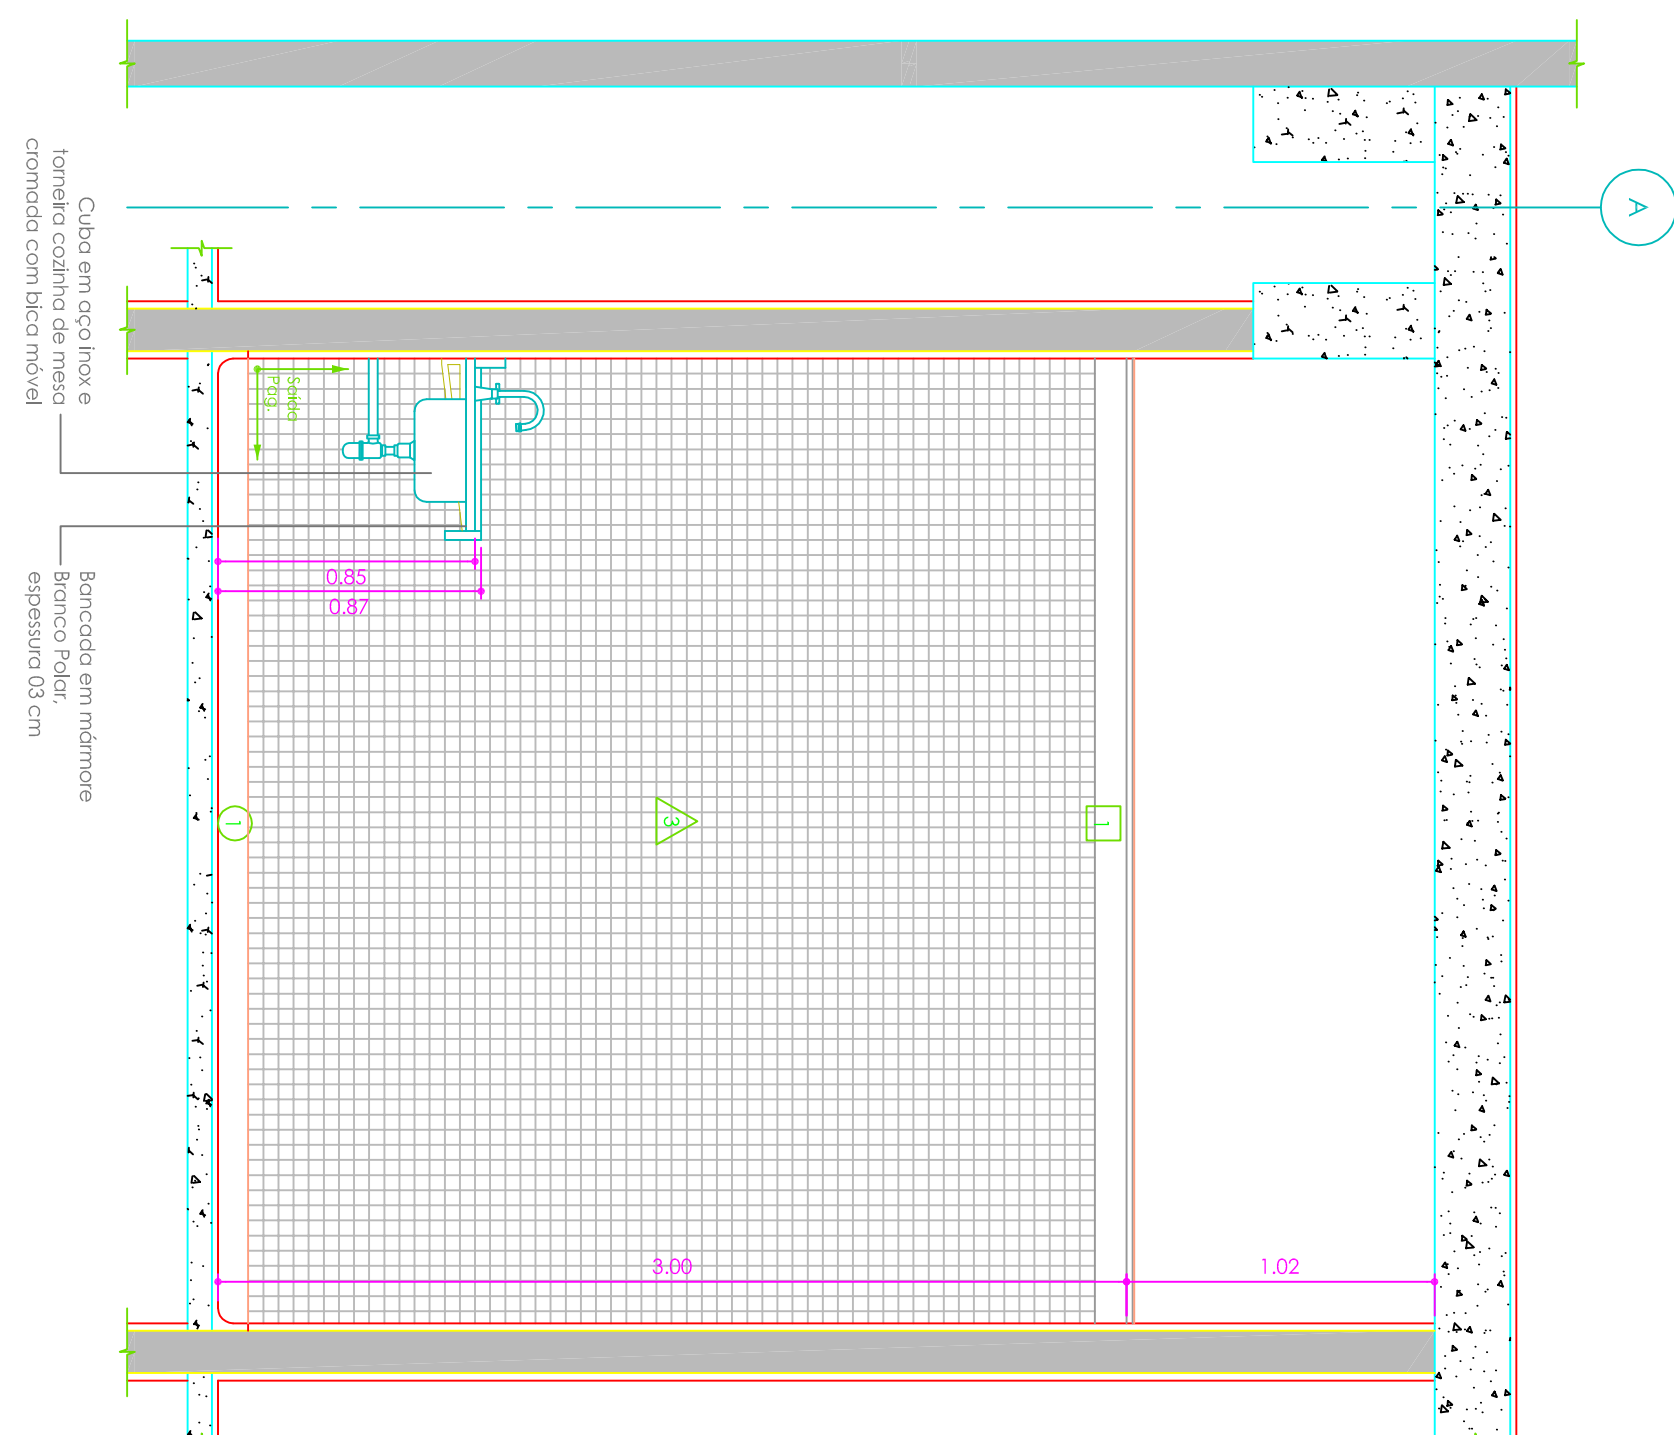 A
Cuba em aço inox e
torneira cozinha de mesa
cromada com bica móvel
Saída
Pag.
0.85
0.87
Bancada em mármore
Branco Polar,
espessura 03 cm
1
3
1
3.00
1.02